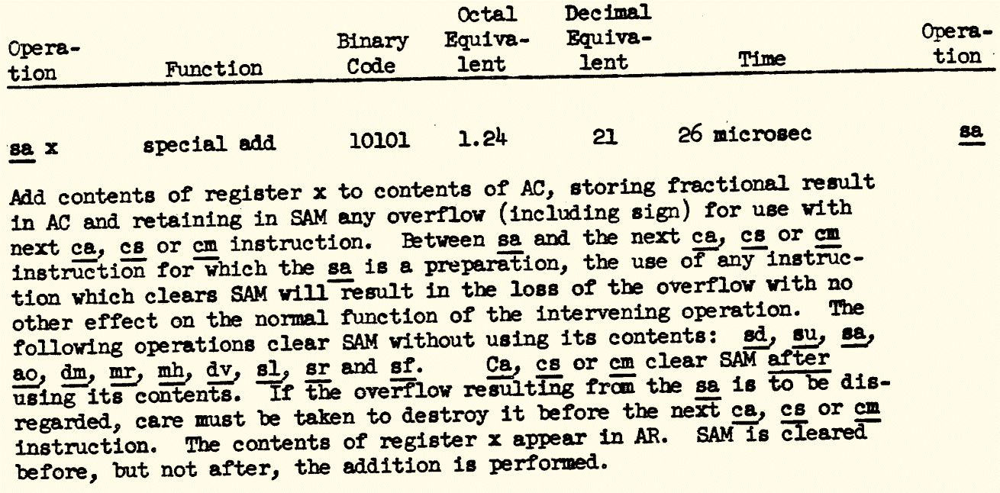 Octal Decimal
Opera- Binary Equiva- Equiva- Opera-
tion Function Code lent lent Time tion
sa x special add 10101 1.24 21 26 microsec sa
Add contents of register x to contents of AC, storing fractional result
in AC and retaining in SAM any overflow (including sign) for use with
next ca, cs or cm instruction. Between sa and the next ca, cs or cm
instruction for which the sa is a preparation, the use of any instruc-
tion which clears SAM will result in the loss of the overflow with no
other effect on the normal function of the intervening operation. The
following operations clear SAM without using its contents: sd, su, sa,
ao, dm, mr, mh, dv, sl, sr and sf. Ca, cs or cm clear SAM after
using its contents. If the overflow resulting from the sa is to be dis-
regarded, care must be taken to destroy it before the next ca, cs or cm
instruction. The contents of register x appear in AR. SAM is cleared
before, but not after, the addition is performed.